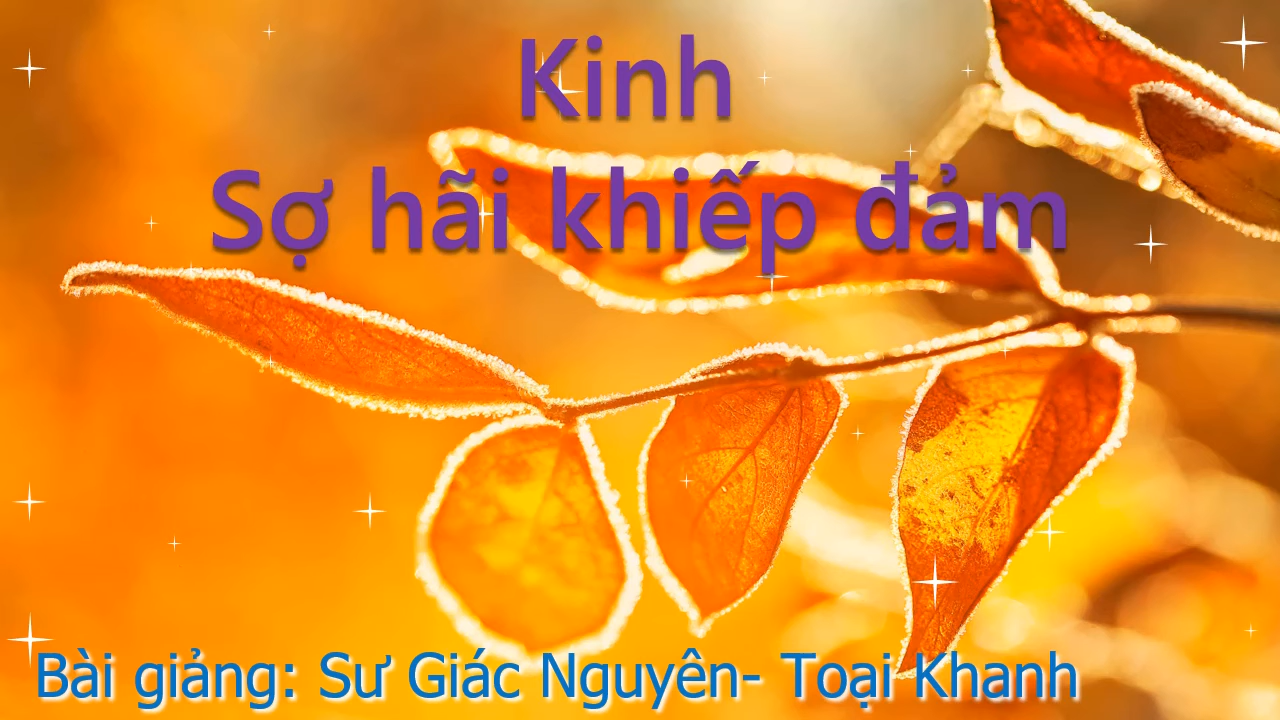 Kinh
Sợ hãi khiếp đảm
Bài giảng: Sư Giác Nguyên- Toại Khanh